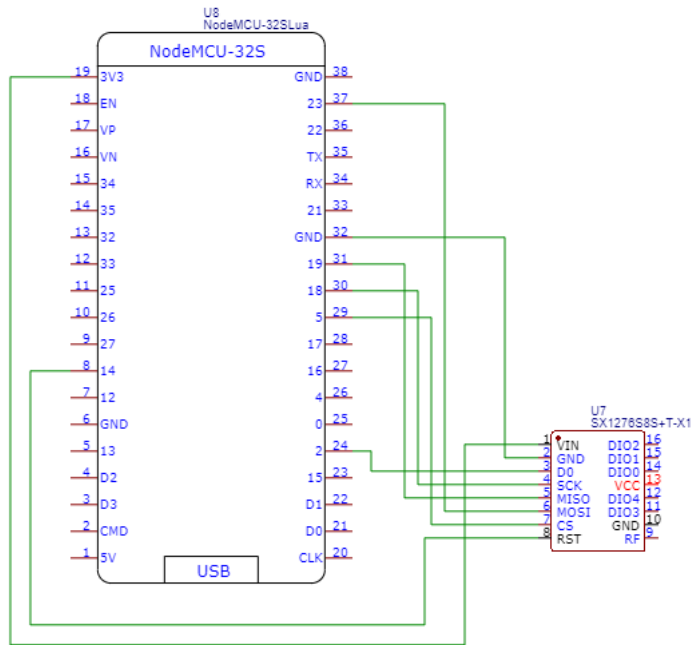 U8
NodeMCU-32SLua
NodeMCU-32S
19 3V3 GND 38
18 EN 23 37
17 VP 22 36
16 VN TX 35
15 34 RX 34
14 35 21 33
13 32 GND 32
12 33 19 31
11 25 18 30
10 26 5 29
9 27 17 28
8 14 16 27
7 12 4 26
6 GND 0 25
5 13 2 24
4 D2 15 23
3 D3 D1 22
2 CMD D0 21
1 5V CLK 20
USB
U7
SX1276S8S+T-X1
1 VIN DIO2 16
2 GND DIO1 15
3 D0 DIO0 14
4 SCK VCC 13
5 MISO DIO4 12
6 MOSI DIO3 11
7 CS GND 10
8 RST RF 9